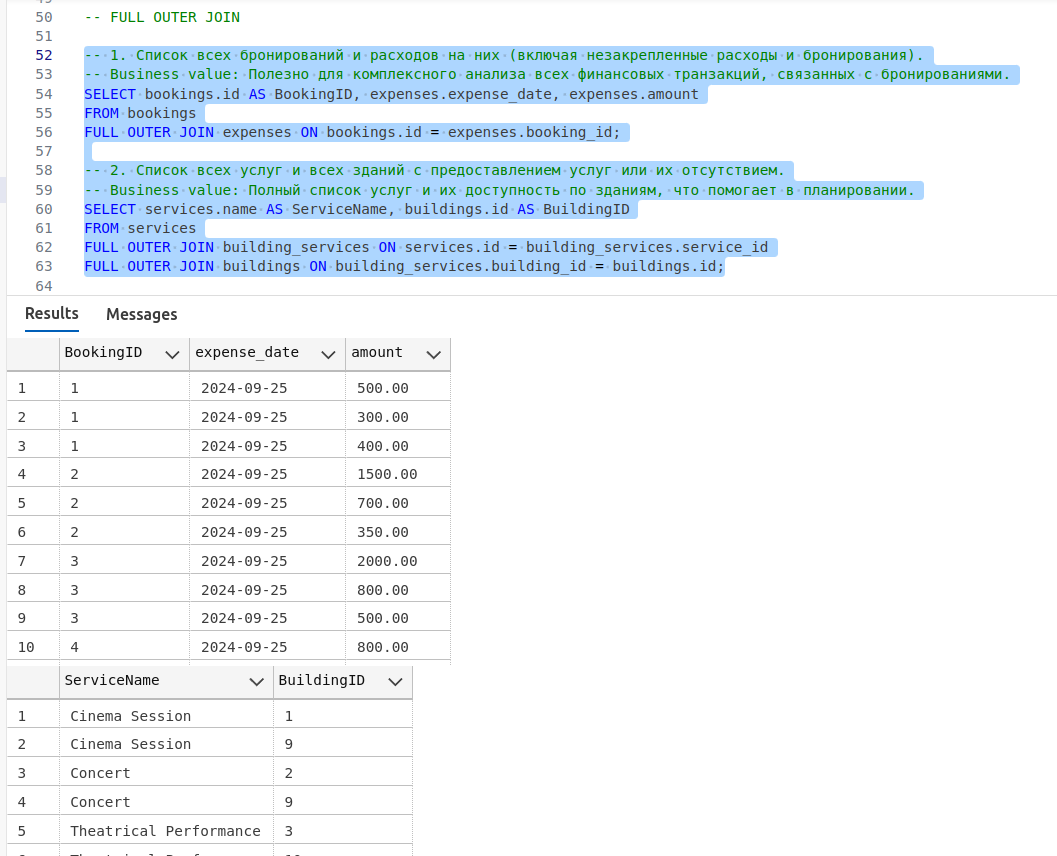 50 -- FULL OUTER JOIN
51
52 -- 1. Список всех бронирований и расходов на них (включая незакрепленные расходы и бронирования).
53 -- Business value: Полезно для комплексного анализа всех финансовых транзакций, связанных с бронированиями.
54 SELECT bookings.id AS BookingID, expenses.expense_date, expenses.amount
55 FROM bookings
56 FULL OUTER JOIN expenses ON bookings.id = expenses.booking_id;
57
58 -- 2. Список всех услуг и всех зданий с предоставлением услуг или их отсутствием.
59 -- Business value: Полный список услуг и их доступность по зданиям, что помогает в планировании.
60 SELECT services.name AS ServiceName, buildings.id AS BuildingID
61 FROM services
62 FULL OUTER JOIN building_services ON services.id = building_services.service_id
63 FULL OUTER JOIN buildings ON building_services.building_id = buildings.id;
64
Results Messages
BookingID expense_date amount
1 1 2024-09-25 500.00
2 1 2024-09-25 300.00
3 1 2024-09-25 400.00
4 2 2024-09-25 1500.00
5 2 2024-09-25 700.00
6 2 2024-09-25 350.00
7 3 2024-09-25 2000.00
8 3 2024-09-25 800.00
9 3 2024-09-25 500.00
10 4 2024-09-25 800.00
ServiceName BuildingID
1 Cinema Session 1
2 Cinema Session 9
3 Concert 2
4 Concert 9
5 Theatrical Performance 3